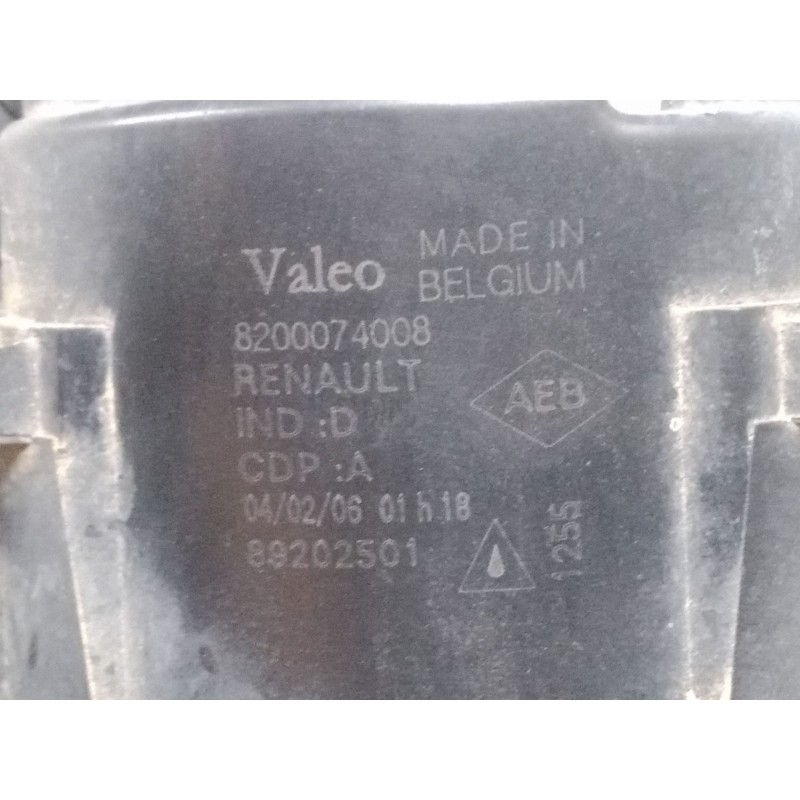 Valeo MADE IN
BELGIUM
8200074008
RENAULT
AEB
IND :D
CDP :A
04/02/06 01 h 18
89202501
1255